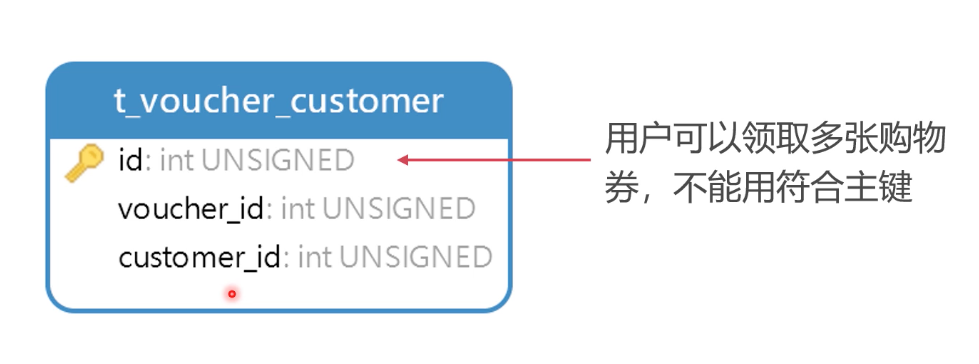 t_voucher_customer
id: int UNSIGNED
voucher_id: int UNSIGNED
customer_id: int UNSIGNED
用户可以领取多张购物
券，不能用符合主键